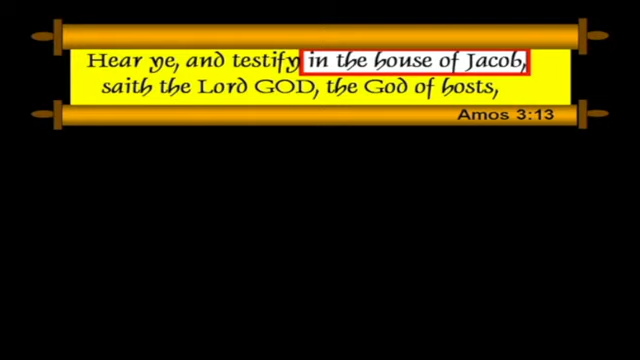 Hear ye, and testify in the house of Jacob,
saith the Lord GOD, the God of hosts,
Amos 3:13